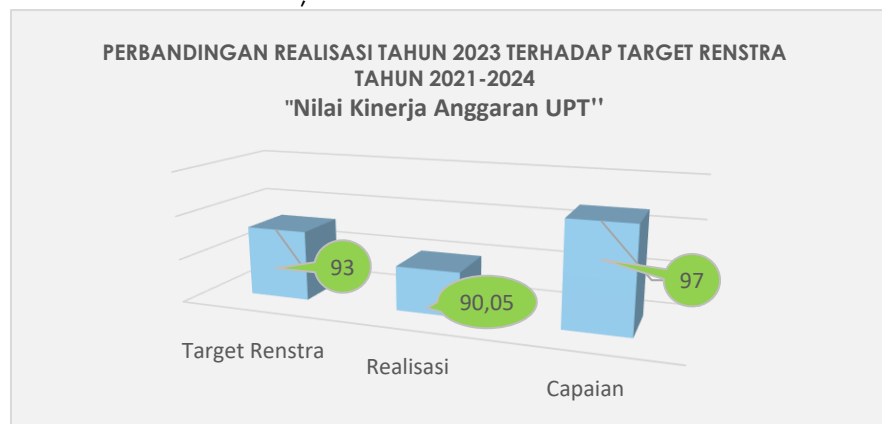 PERBANDINGAN REALISASI TAHUN 2023 TERHADAP TARGET RENSTRA
TAHUN 2021-2024
"Nilai Kinerja Anggaran UPT''
93
90,05
97
Target Renstra
Realisasi
Capaian